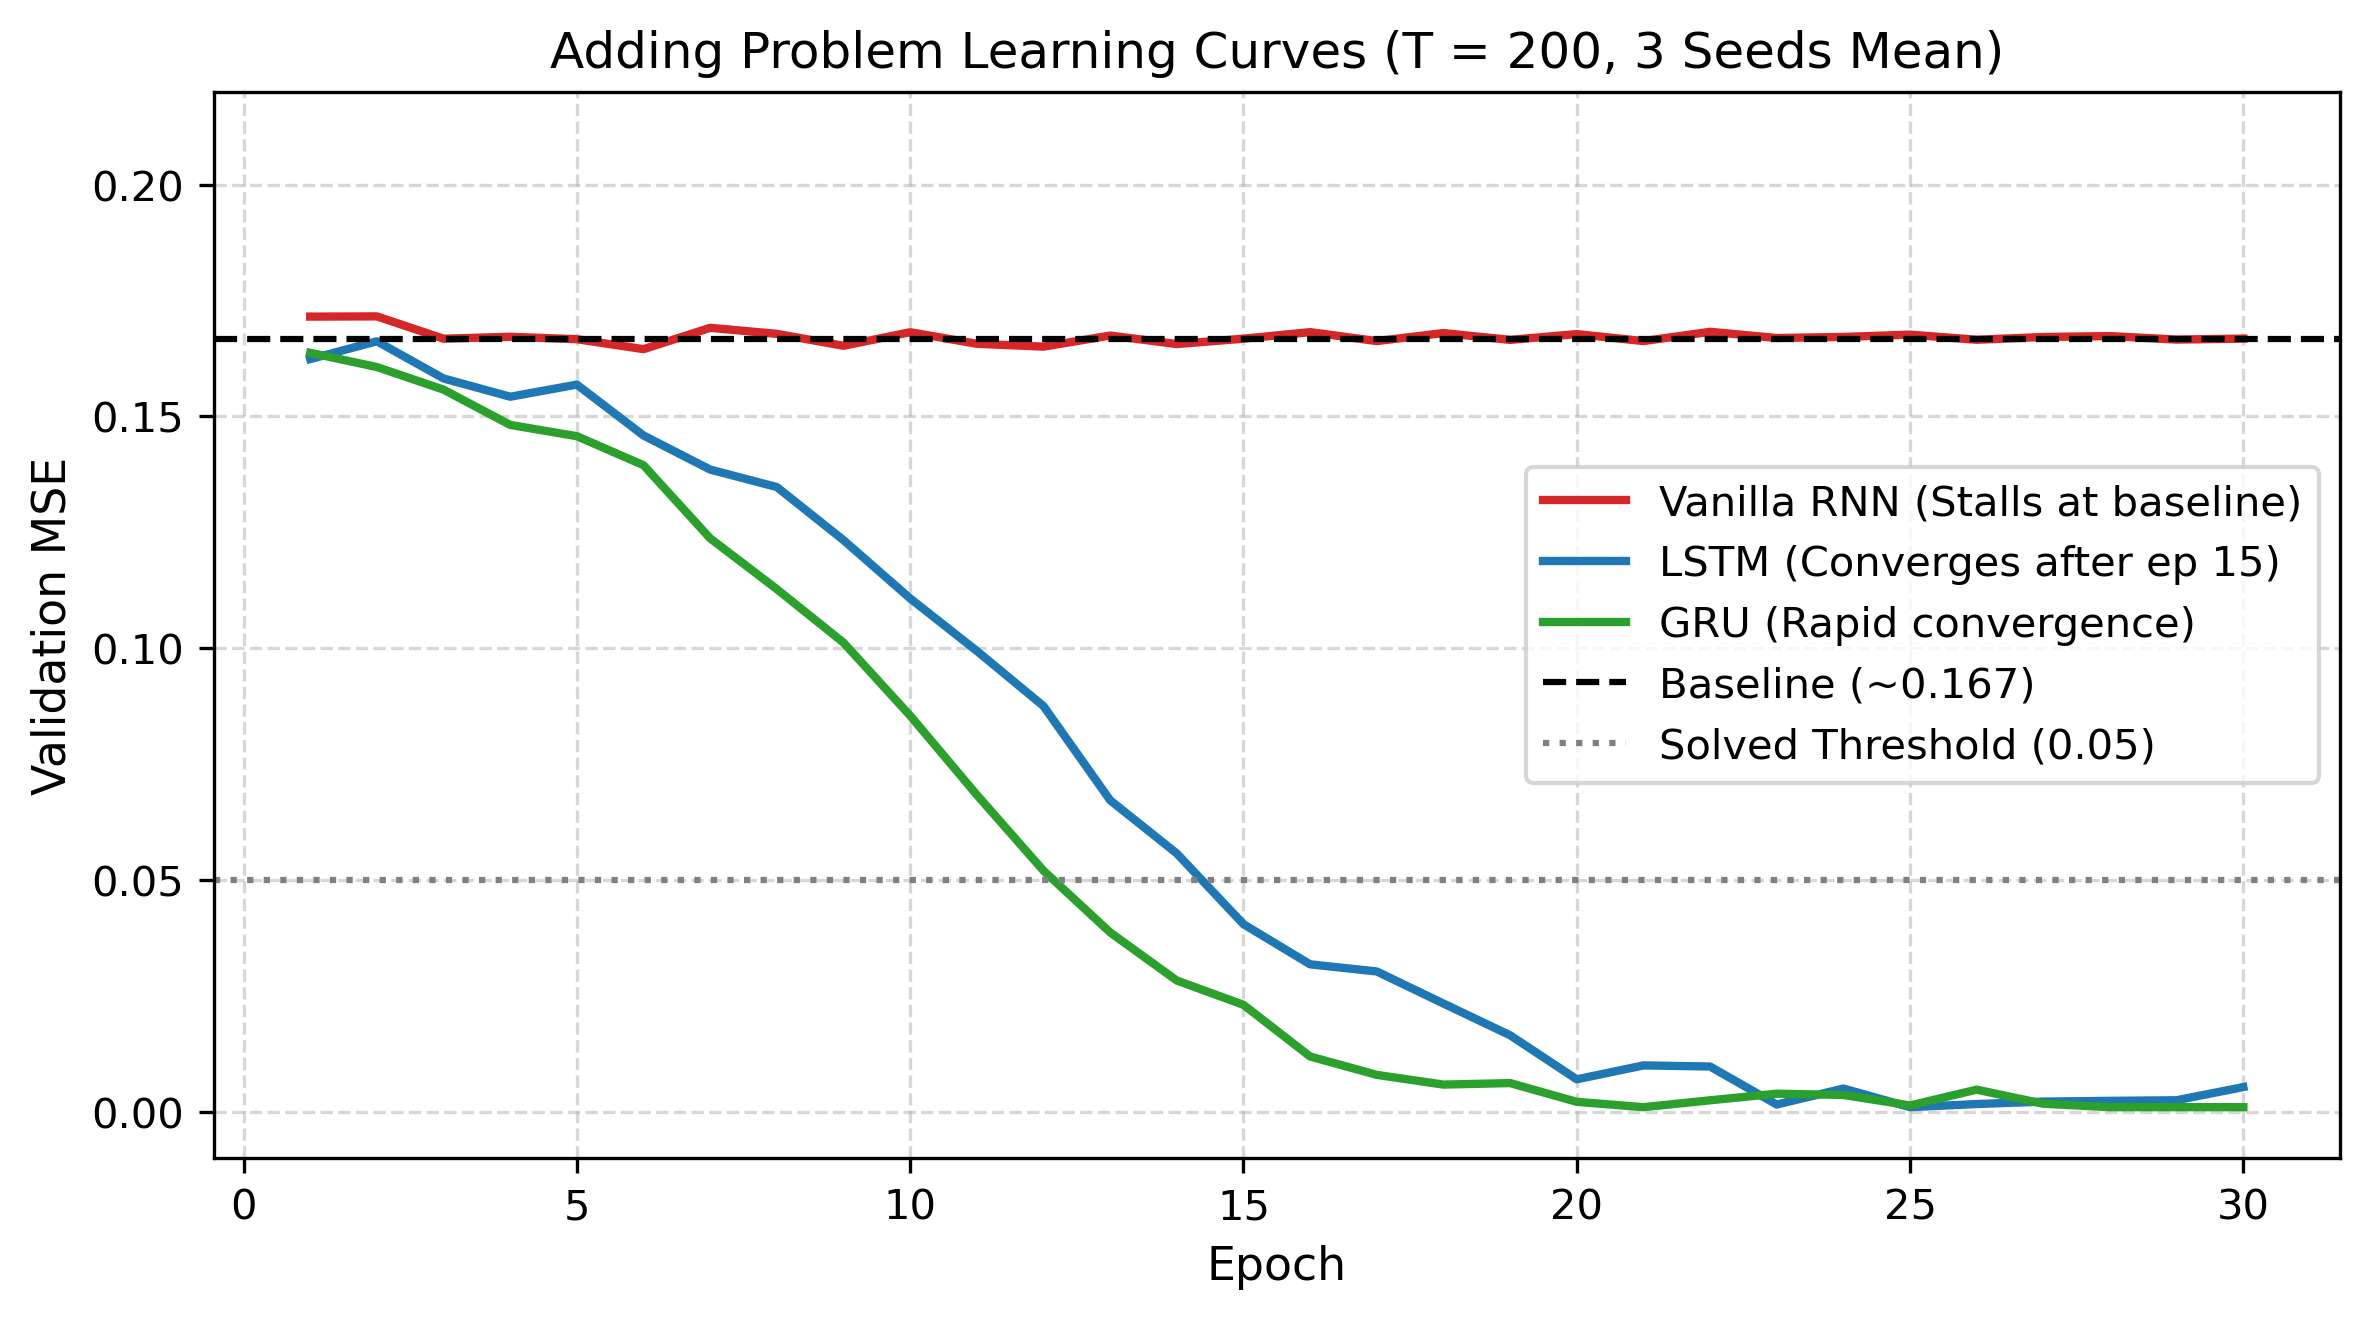 Adding Problem Learning Curves (T = 200, 3 Seeds Mean)
Validation MSE
0.20
0.15
0.10
0.05
0.00
Vanilla RNN (Stalls at baseline)
LSTM (Converges after ep 15)
GRU (Rapid convergence)
Baseline (~0.167)
Solved Threshold (0.05)
0 5 10 15 20 25 30
Epoch